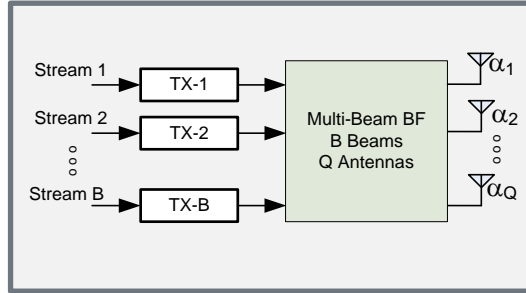 Stream 1
TX-1
α1
Stream 2
TX-2
α2
Multi-Beam BF
B Beams
Q Antennas
Stream B
TX-B
αQ